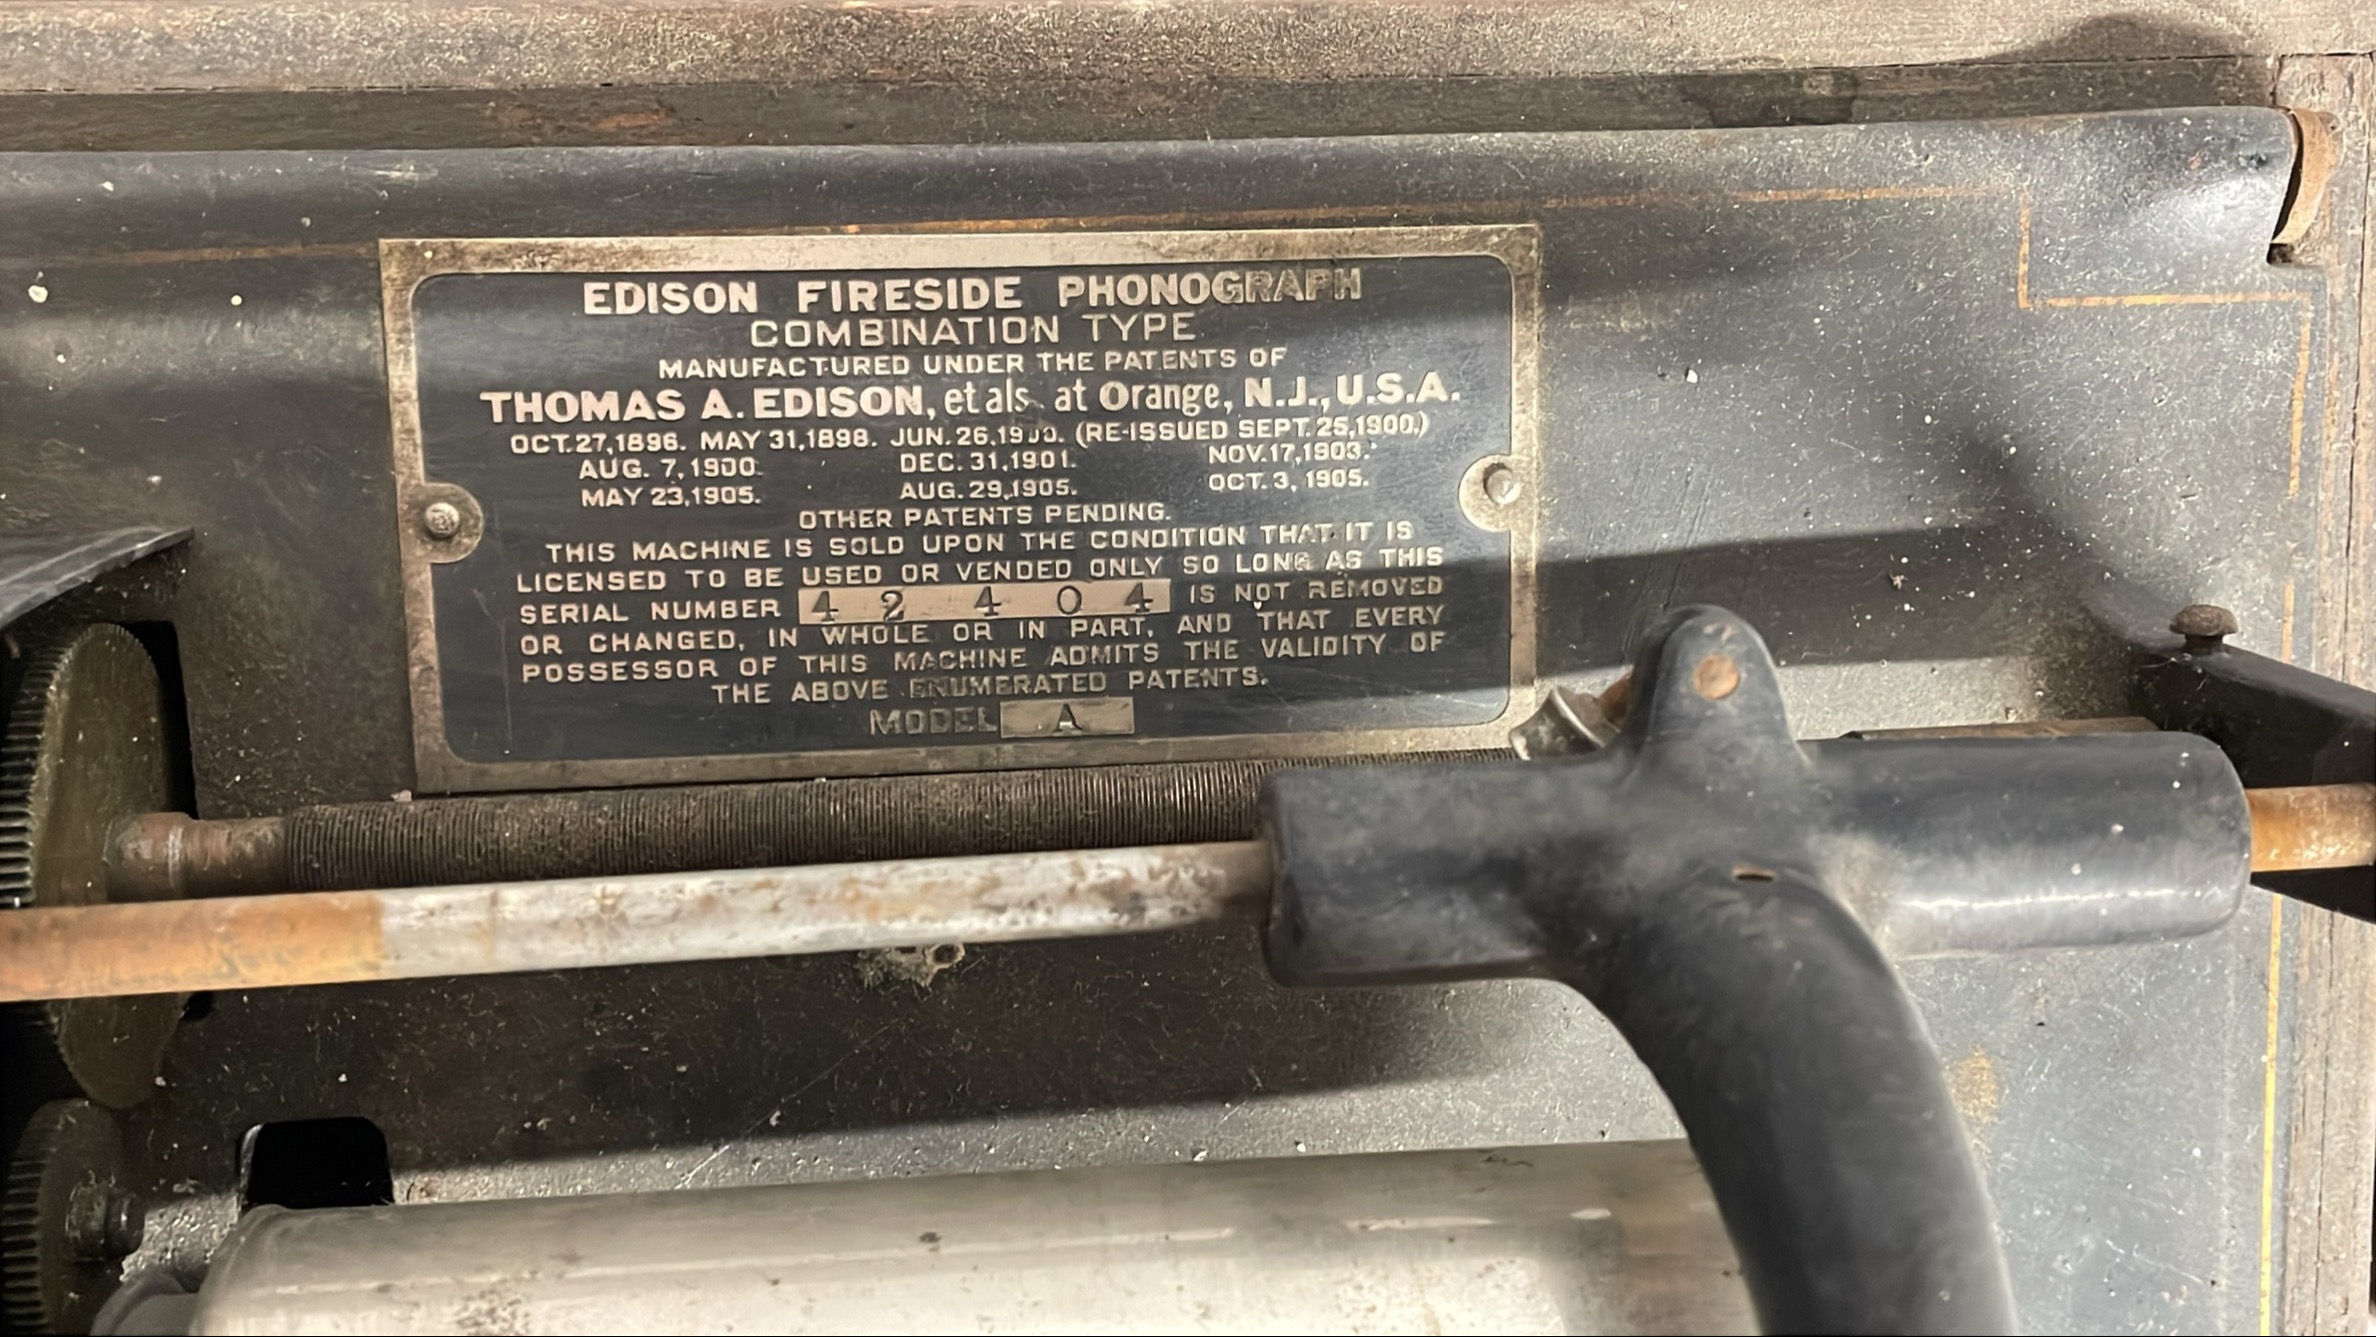 EDISON FIRESIDE PHONOGRAPH
COMBINATION TYPE
MANUFACTURED UNDER THE PATENTS OF
THOMAS A. EDISON, et als. at Orange, N.J., U.S.A.
OCT. 27, 1896. MAY 31, 1898. JUN. 26, 1900. (RE-ISSUED SEPT. 25, 1900.)
AUG. 7, 1900. DEC. 31, 1901. NOV. 17, 1903.
MAY 23, 1905. AUG. 29, 1905. OCT. 3, 1905.
OTHER PATENTS PENDING.
THIS MACHINE IS SOLD UPON THE CONDITION THAT IT IS
LICENSED TO BE USED OR VENDED ONLY SO LONG AS THIS
SERIAL NUMBER 42404 IS NOT REMOVED
OR CHANGED, IN WHOLE OR IN PART, AND THAT EVERY
POSSESSOR OF THIS MACHINE ADMITS THE VALIDITY OF
THE ABOVE ENUMERATED PATENTS.
MODEL A